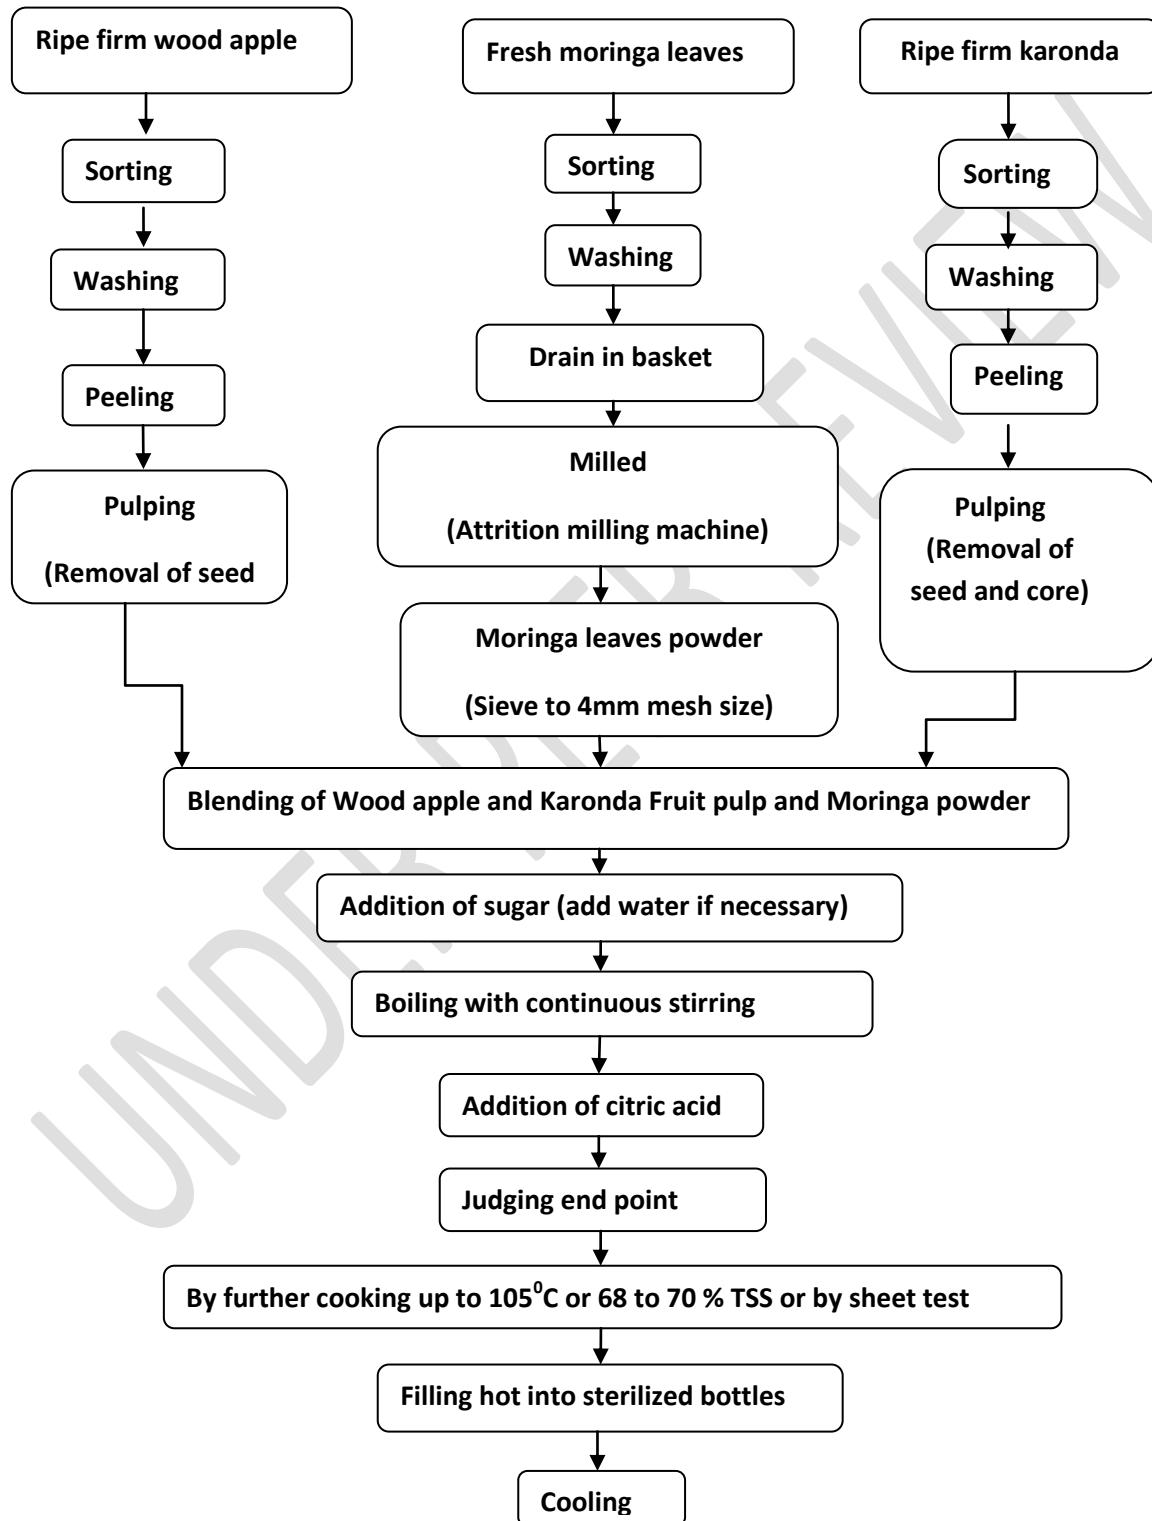 Ripe firm wood apple
Sorting
Washing
Peeling
Pulping
(Removal of seed
Fresh moringa leaves
Sorting
Washing
Drain in basket
Milled
(Attrition milling machine)
Moringa leaves powder
(Sieve to 4mm mesh size)
Ripe firm karonda
Sorting
Washing
Peeling
Pulping
(Removal of
seed and core)
Blending of Wood apple and Karonda Fruit pulp and Moringa powder
Addition of sugar (add water if necessary)
Boiling with continuous stirring
Addition of citric acid
Judging end point
By further cooking up to 105⁰C or 68 to 70 % TSS or by sheet test
Filling hot into sterilized bottles
Cooling
UNDER PEER REVIEW